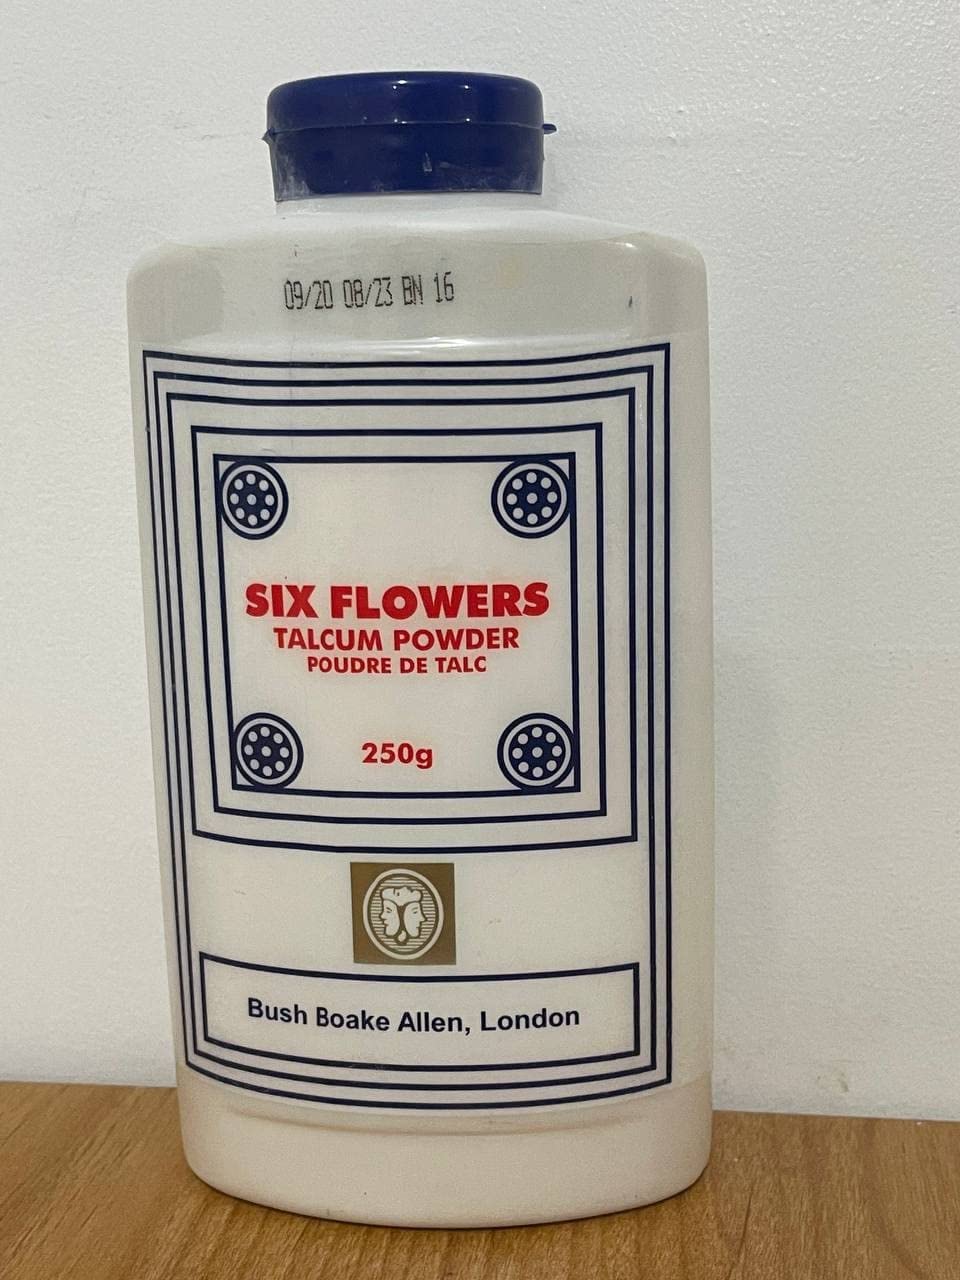 09/20 08/23 BN 16
SIX FLOWERS
TALCUM POWDER
POUDRE DE TALC
250g
Bush Boake Allen, London